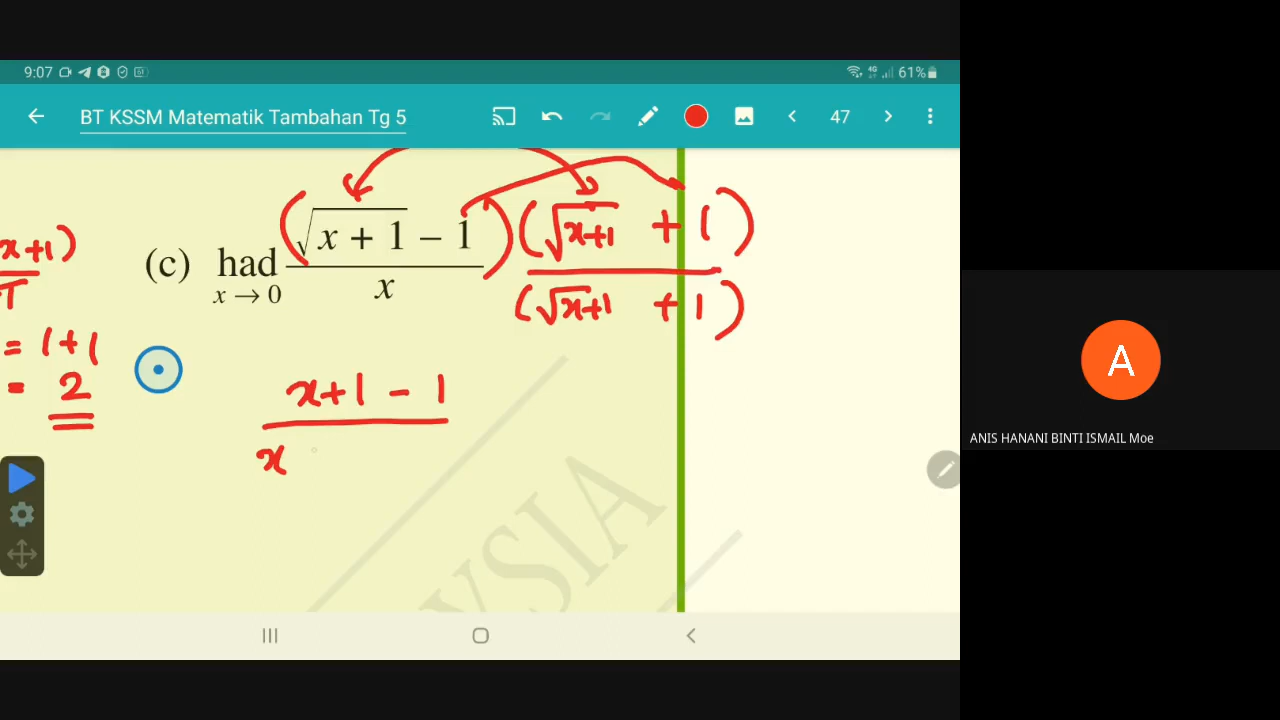 9:07 61%
BT KSSM Matematik Tambahan Tg 5 47
(c) had x → 0 (√(x + 1) − 1)(√(x+1) + 1)
x (√x+1 + 1)
x+1)
= 1+1
= 2
x+1 − 1
x
YSIA
A
ANIS HANANI BINTI ISMAIL Moe